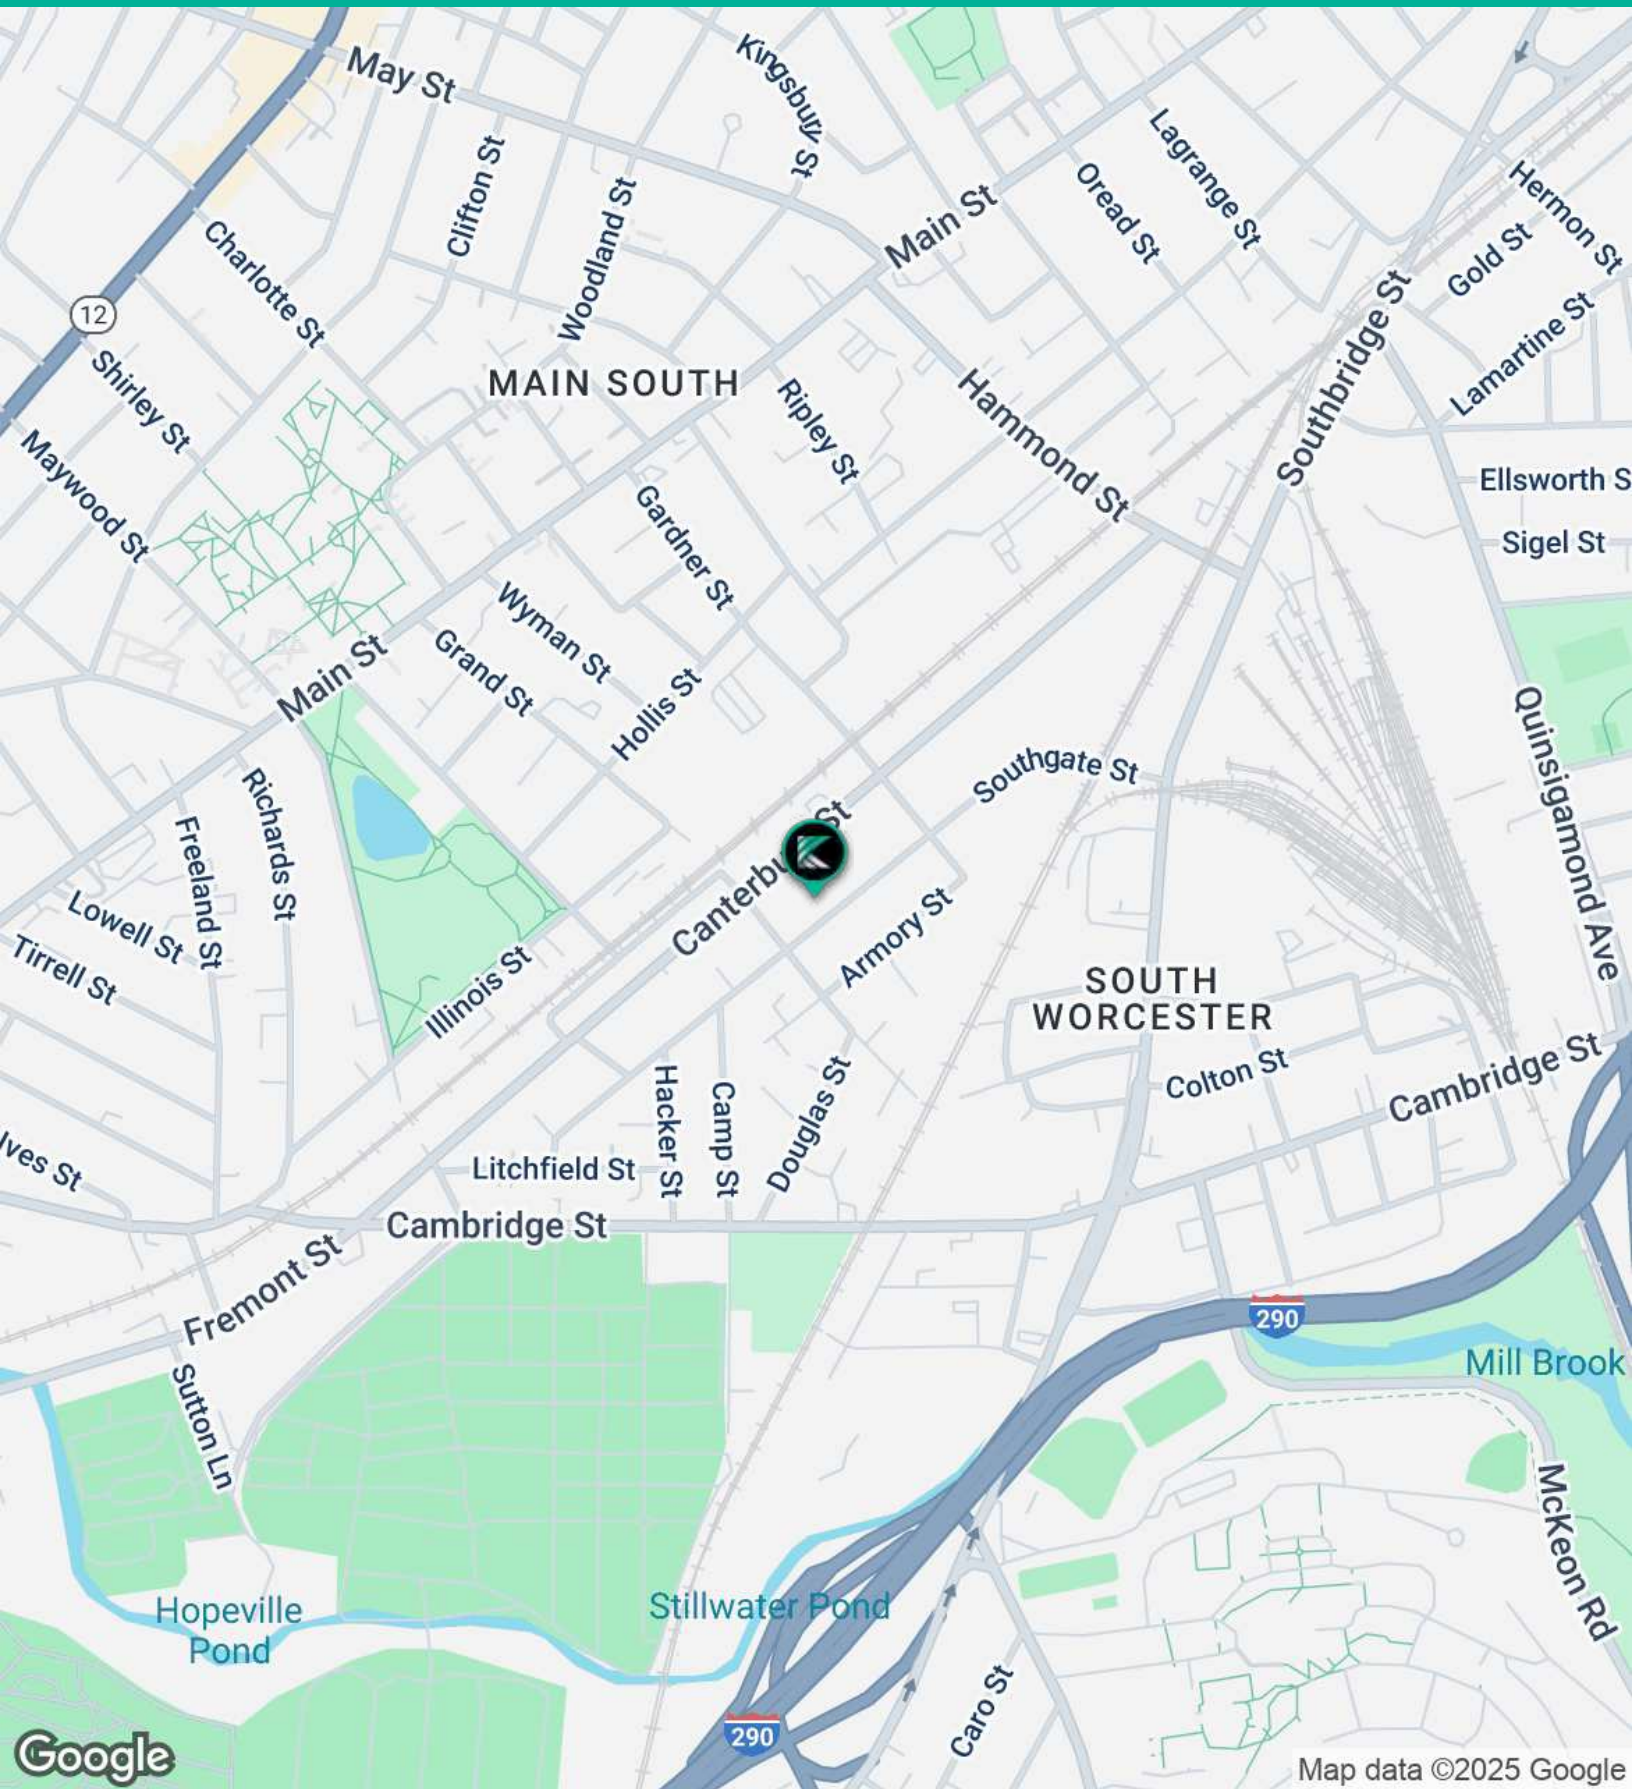 May St
Kingsbury St
Clifton St
Woodland St
Main St
Lagrange St
Oread St
Hermon St
Gold St
Lamartine St
Charlotte St
12
Shirley St
MAIN SOUTH
Ripley St
Hammond St
Southbridge St
Maywood St
Ellsworth S
Sigel St
Gardner St
Wyman St
Grand St
Main St
Hollis St
Southgate St
Quinsigamond Ave
Richards St
Freeland St
Lowell St
Tirrell St
Illinois St
St
Armory St
SOUTH
WORCESTER
Colton St
Cambridge St
Hacker St
Camp St
Douglas St
Ives St
Litchfield St
Cambridge St
Fremont St
290
Mill Brook
Sutton Ln
McKeon Rd
Hopeville
Pond
Stillwater Pond
Caro St
290
Google
Map data ©2025 Google